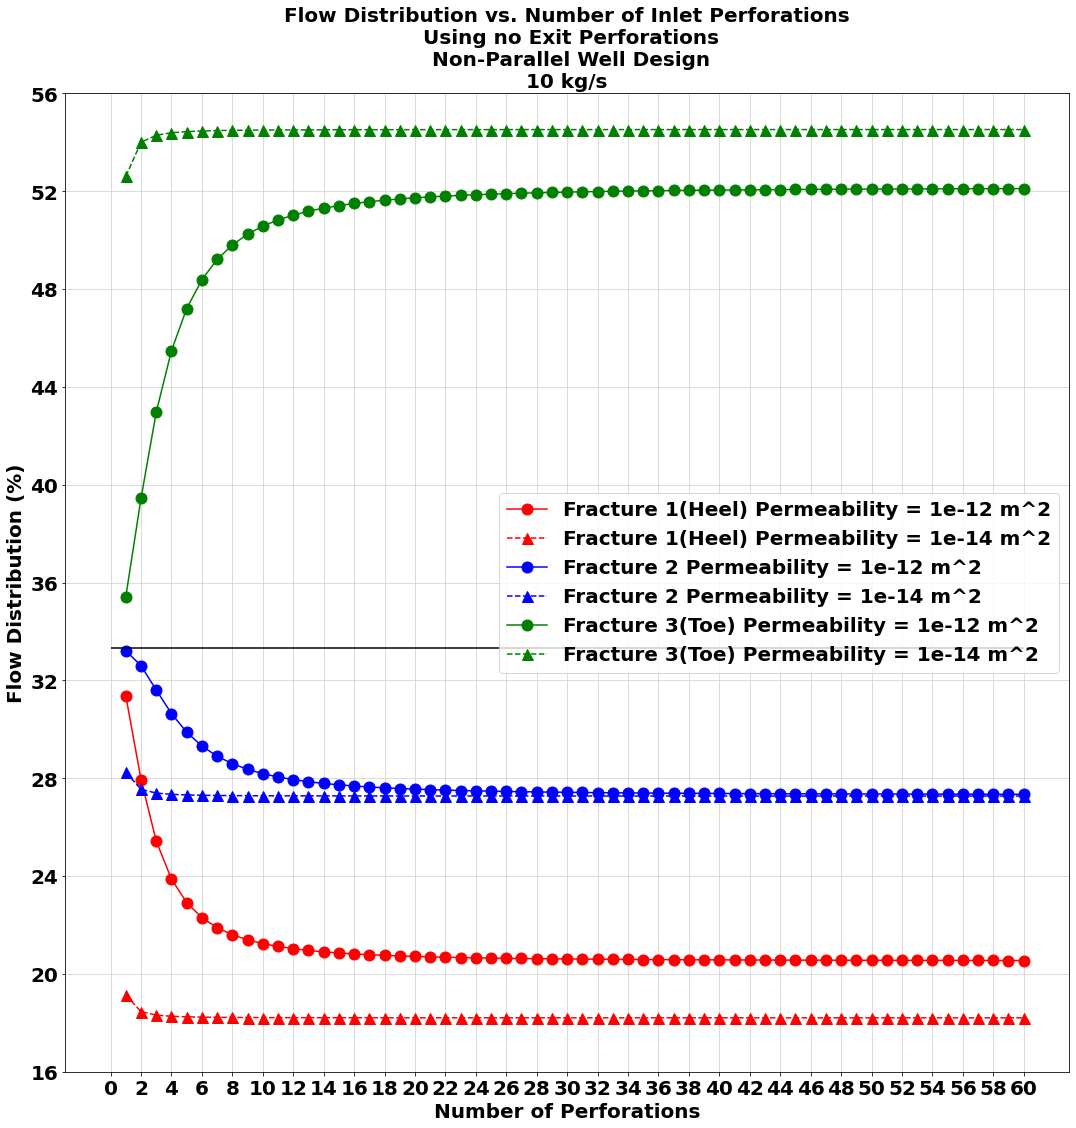 Flow Distribution vs. Number of Inlet Perforations
Using no Exit Perforations
Non-Parallel Well Design
10 kg/s
56
52
48
44
40
36
32
28
24
20
16
Flow Distribution (%)
Fracture 1(Heel) Permeability = 1e-12 m^2
Fracture 1(Heel) Permeability = 1e-14 m^2
Fracture 2 Permeability = 1e-12 m^2
Fracture 2 Permeability = 1e-14 m^2
Fracture 3(Toe) Permeability = 1e-12 m^2
Fracture 3(Toe) Permeability = 1e-14 m^2
0 2 4 6 8 10 12 14 16 18 20 22 24 26 28 30 32 34 36 38 40 42 44 46 48 50 52 54 56 58 60
Number of Perforations